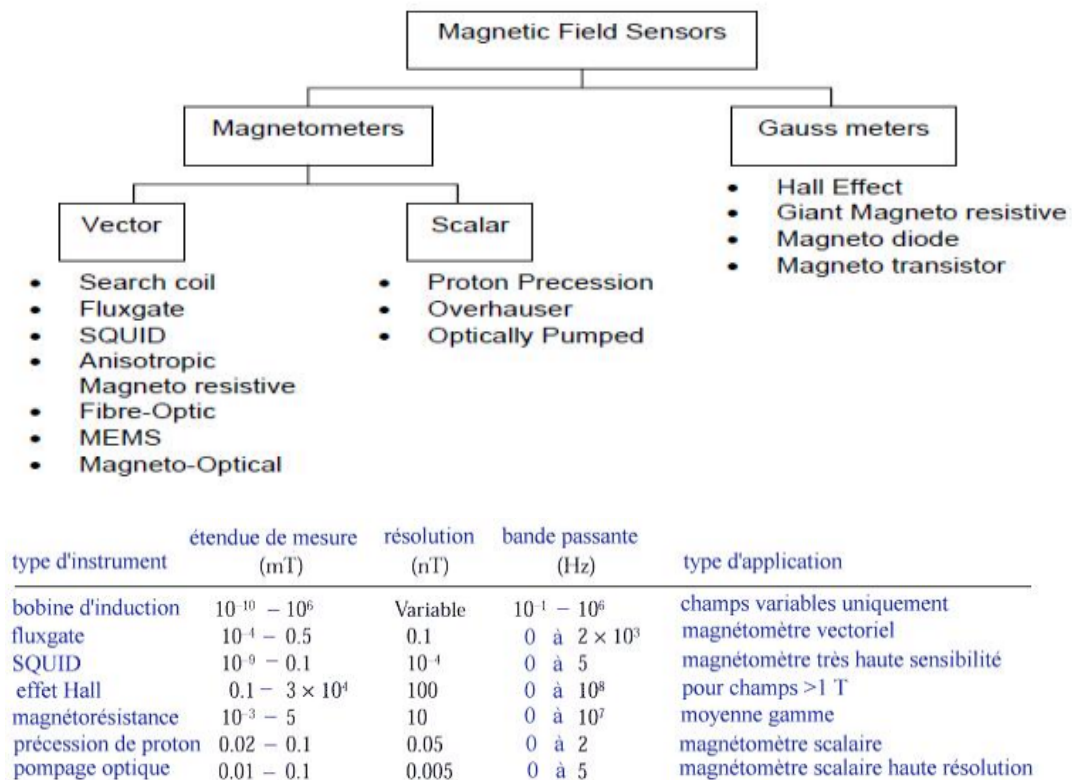 Magnetic Field Sensors
Magnetometers
Gauss meters
Vector
Scalar
• Hall Effect
• Giant Magneto resistive
• Magneto diode
• Magneto transistor
• Search coil
• Fluxgate
• SQUID
• Anisotropic
Magneto resistive
• Fibre-Optic
• MEMS
• Magneto-Optical
• Proton Precession
• Overhauser
• Optically Pumped
type d'instrument étendue de mesure (mT) résolution (nT) bande passante (Hz) type d'application
bobine d'induction 10⁻¹⁰ – 10⁶ Variable 10⁻¹ – 10⁶ champs variables uniquement
fluxgate 10⁻⁴ – 0.5 0.1 0 à 2 × 10³ magnétomètre vectoriel
SQUID 10⁻⁹ – 0.1 10⁻⁴ 0 à 5 magnétomètre très haute sensibilité
effet Hall 0.1 – 3 × 10⁴ 100 0 à 10⁸ pour champs >1 T
magnétorésistance 10⁻³ – 5 10 0 à 10⁷ moyenne gamme
précession de proton 0.02 – 0.1 0.05 0 à 2 magnétomètre scalaire
pompage optique 0.01 – 0.1 0.005 0 à 5 magnétomètre scalaire haute résolution